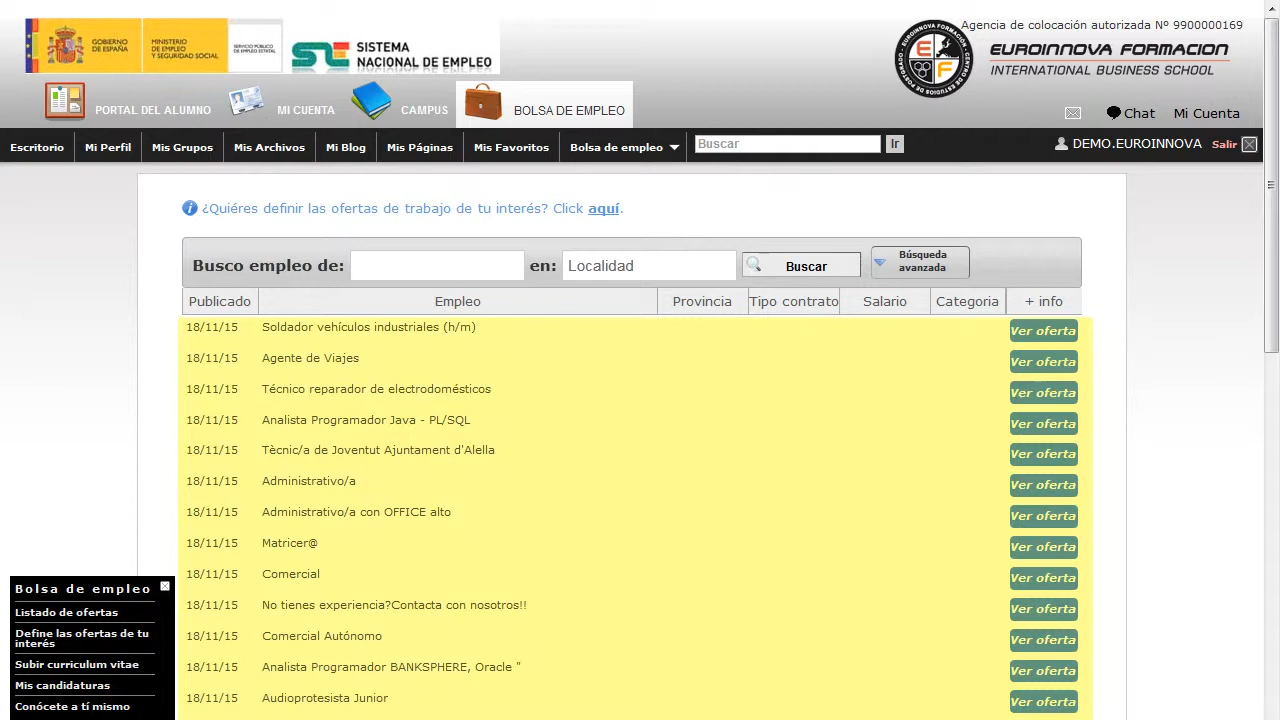 GOBIERNO DE ESPAÑA
MINISTERIO DE EMPLEO Y SEGURIDAD SOCIAL
SERVICIO PÚBLICO DE EMPLEO ESTATAL
SISTEMA NACIONAL DE EMPLEO
Agencia de colocación autorizada Nº 9900000169
EUROINNOVA FORMACION
INTERNATIONAL BUSINESS SCHOOL
PORTAL DEL ALUMNO MI CUENTA CAMPUS BOLSA DE EMPLEO
Chat Mi Cuenta
Escritorio Mi Perfil Mis Grupos Mis Archivos Mi Blog Mis Páginas Mis Favoritos Bolsa de empleo Buscar Ir DEMO.EUROINNOVA Salir
¿Quiéres definir las ofertas de trabajo de tu interés? Click aquí.
Busco empleo de: en: Localidad Buscar Búsqueda avanzada
Publicado Empleo Provincia Tipo contrato Salario Categoria + info
18/11/15 Soldador vehículos industriales (h/m) Ver oferta
18/11/15 Agente de Viajes Ver oferta
18/11/15 Técnico reparador de electrodomésticos Ver oferta
18/11/15 Analista Programador Java - PL/SQL Ver oferta
18/11/15 Tècnic/a de Joventut Ajuntament d'Alella Ver oferta
18/11/15 Administrativo/a Ver oferta
18/11/15 Administrativo/a con OFFICE alto Ver oferta
18/11/15 Matricer@ Ver oferta
18/11/15 Comercial Ver oferta
18/11/15 No tienes experiencia?Contacta con nosotros!! Ver oferta
18/11/15 Comercial Autónomo Ver oferta
18/11/15 Analista Programador BANKSPHERE, Oracle " Ver oferta
18/11/15 Audioprotesista Junior Ver oferta
Bolsa de empleo
Listado de ofertas
Define las ofertas de tu
interés
Subir curriculum vitae
Mis candidaturas
Conócete a tí mismo